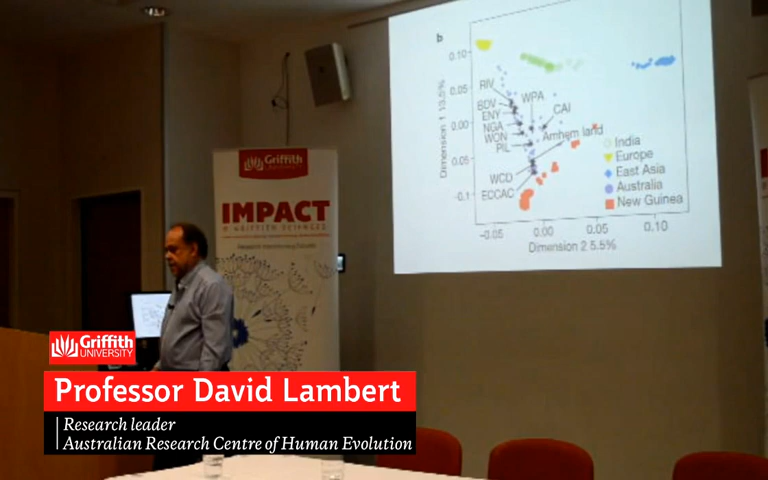 b
0.10
0.05
0.00
0.05
-0.1
Dimension 1 13.5%
RIV
BDV
ENY
NGA
WON
PIL
WCD
ECCAC
WPA
CAI
Arnhem land
India
Europe
East Asia
Australia
New Guinea
-0.05
0.00
0.05
0.10
Dimension 2 5.5%
Griffith
UNIVERSITY
IMPACT
@ GRIFFITH SCIENCES
Griffith
UNIVERSITY
Professor David Lambert
Research leader
Australian Research Centre of Human Evolution